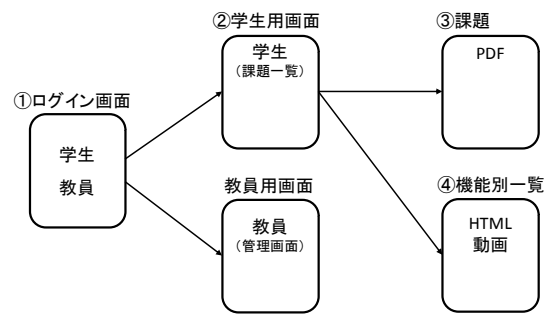 ①ログイン画面
学生
教員
②学生用画面
学生
（課題一覧）
教員用画面
教員
（管理画面）
③課題
PDF
④機能別一覧
HTML
動画